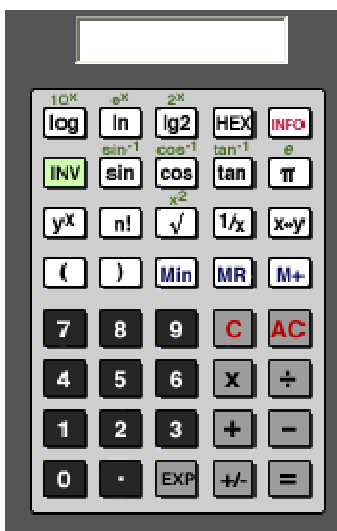 10ˣ eˣ 2ˣ
log ln lg2 HEX INFO
sin⁻¹ cos⁻¹ tan⁻¹ e
INV sin cos tan π
x²
yˣ n! √ 1/x x↔y
( ) Min MR M+
7 8 9 C AC
4 5 6 x ÷
1 2 3 + −
0 · EXP +/- =